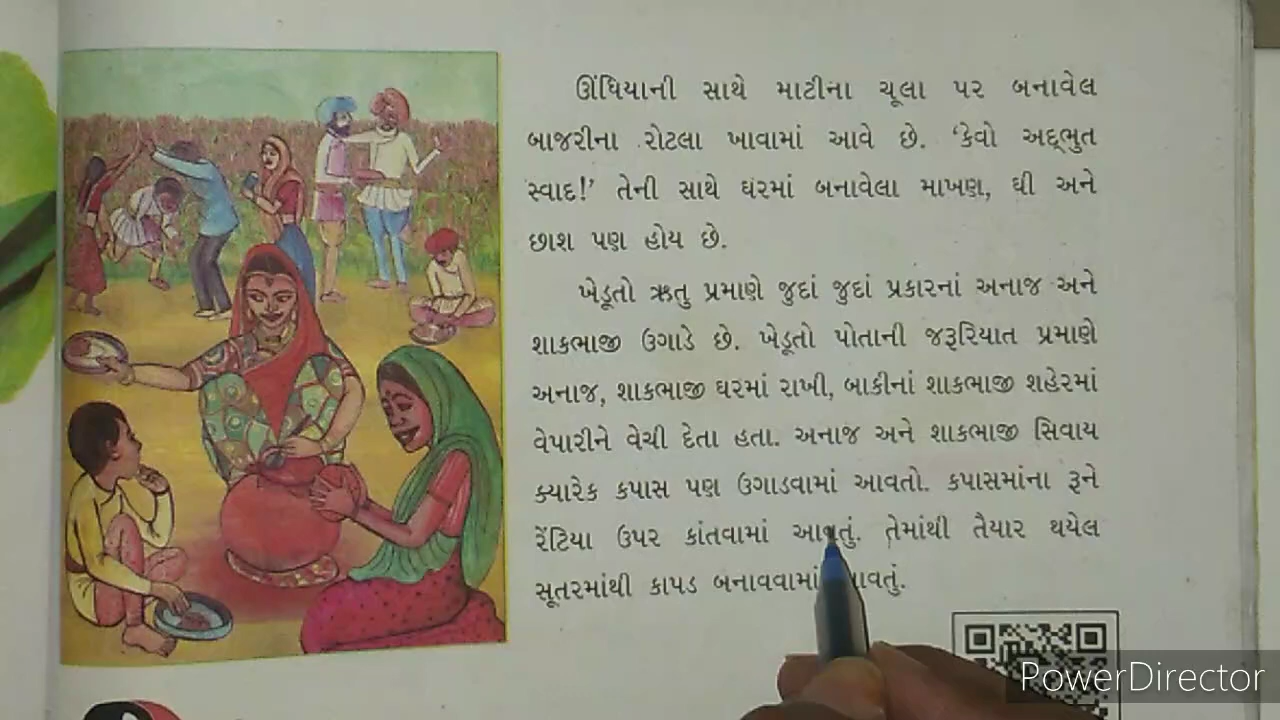 ઊંધિયાની સાથે માટીના ચૂલા પર બનાવેલ
બાજરીના રોટલા ખાવામાં આવે છે. ‘કેવો અદ્ભુત
સ્વાદ!’ તેની સાથે ઘરમાં બનાવેલા માખણ, ઘી અને
છાશ પણ હોય છે.
ખેડૂતો ઋતુ પ્રમાણે જુદાં જુદાં પ્રકારનાં અનાજ અને
શાકભાજી ઉગાડે છે. ખેડૂતો પોતાની જરૂરિયાત પ્રમાણે
અનાજ, શાકભાજી ઘરમાં રાખી, બાકીનાં શાકભાજી શહેરમાં
વેપારીને વેચી દેતા હતા. અનાજ અને શાકભાજી સિવાય
ક્યારેક કપાસ પણ ઉગાડવામાં આવતો. કપાસમાંના રૂને
રેંટિયા ઉપર કાંતવામાં આવતું. તેમાંથી તૈયાર થયેલ
સૂતરમાંથી કાપડ બનાવવામાં આવતું.
PowerDirector